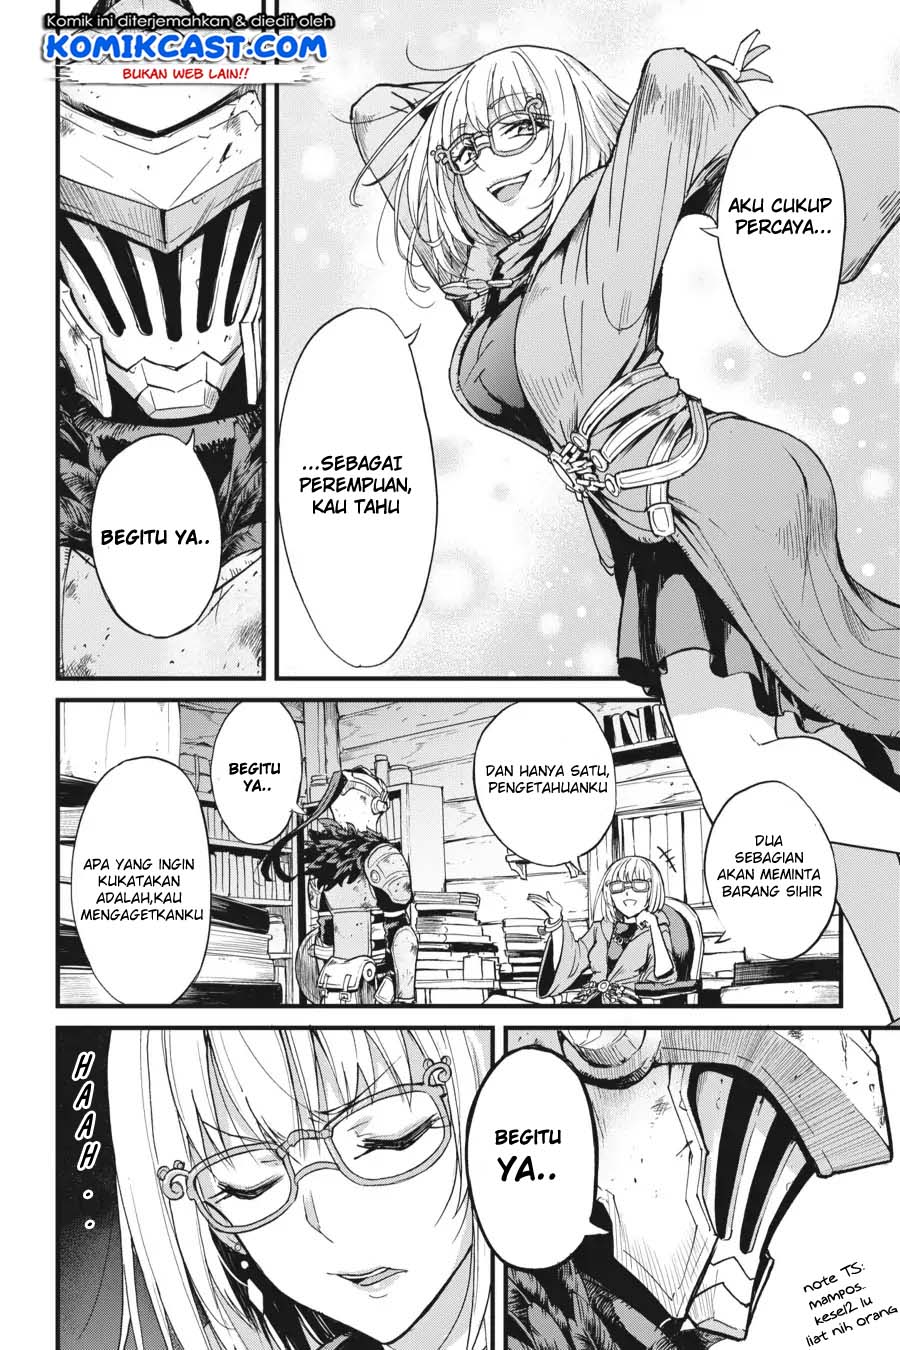 Komik ini diterjemahkan & diedit oleh
KOMIKCAST.COM
BUKAN WEB LAIN!!
AKU CUKUP
PERCAYA...
...SEBAGAI
PEREMPUAN,
KAU TAHU
BEGITU YA..
DUA
SEBAGIAN
AKAN MEMINTA
BARANG SIHIR
DAN HANYA SATU,
PENGETAHUANKU
BEGITU
YA..
APA YANG INGIN
KUKATAKAN
ADALAH,KAU
MENGAGETKANKU
BEGITU
YA..
HAAH..
note TS:
mampos..
kesel2 lu
liat nih orang